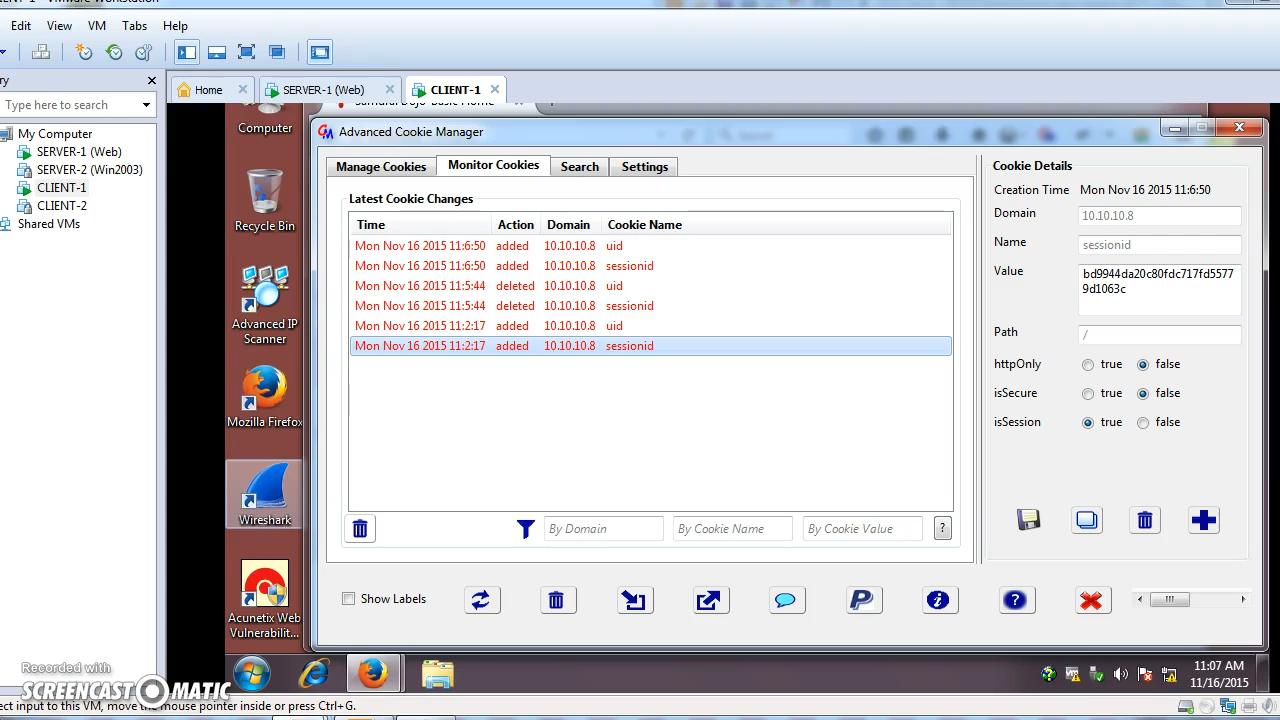 CLIENT-1 - VMware Workstation
Edit View VM Tabs Help
Type here to search
My Computer
SERVER-1 (Web)
SERVER-2 (Win2003)
CLIENT-1
CLIENT-2
Shared VMs
Home
SERVER-1 (Web)
CLIENT-1
Computer
Recycle Bin
Advanced IP
Scanner
Mozilla Firefox
Wireshark
Acunetix Web
Vulnerabilit...
Advanced Cookie Manager
Manage Cookies Monitor Cookies Search Settings
Latest Cookie Changes
Time Action Domain Cookie Name
Mon Nov 16 2015 11:6:50 added 10.10.10.8 uid
Mon Nov 16 2015 11:6:50 added 10.10.10.8 sessionid
Mon Nov 16 2015 11:5:44 deleted 10.10.10.8 uid
Mon Nov 16 2015 11:5:44 deleted 10.10.10.8 sessionid
Mon Nov 16 2015 11:2:17 added 10.10.10.8 uid
Mon Nov 16 2015 11:2:17 added 10.10.10.8 sessionid
By Domain By Cookie Name By Cookie Value ?
Show Labels
Cookie Details
Creation Time Mon Nov 16 2015 11:6:50
Domain 10.10.10.8
Name sessionid
Value bd9944da20c80fdc717fd5577
9d1063c
Path /
httpOnly true false
isSecure true false
isSession true false
11:07 AM
11/16/2015
Recorded with
SCREENCAST MATIC
ect input to this VM, move the mouse pointer inside or press Ctrl+G.